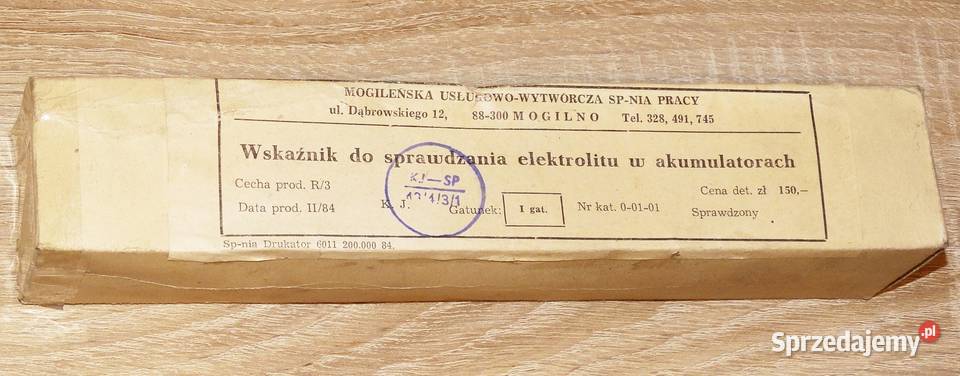 MOGILEŃSKA USŁUGOWO-WYTWÓRCZA SP-NIA PRACY
ul. Dąbrowskiego 12, 88-300 MOGILNO Tel. 328, 491, 745
Wskaźnik do sprawdzania elektrolitu w akumulatorach
Cecha prod. R/3
Cena det. zł 150,—
KJ—SP
Data prod. II/84 K. J. Gatunek: I gat. Nr kat. 0-01-01 Sprawdzony
Sp-nia Drukator 6011 200.000 84.
Sprzedajemy.pl